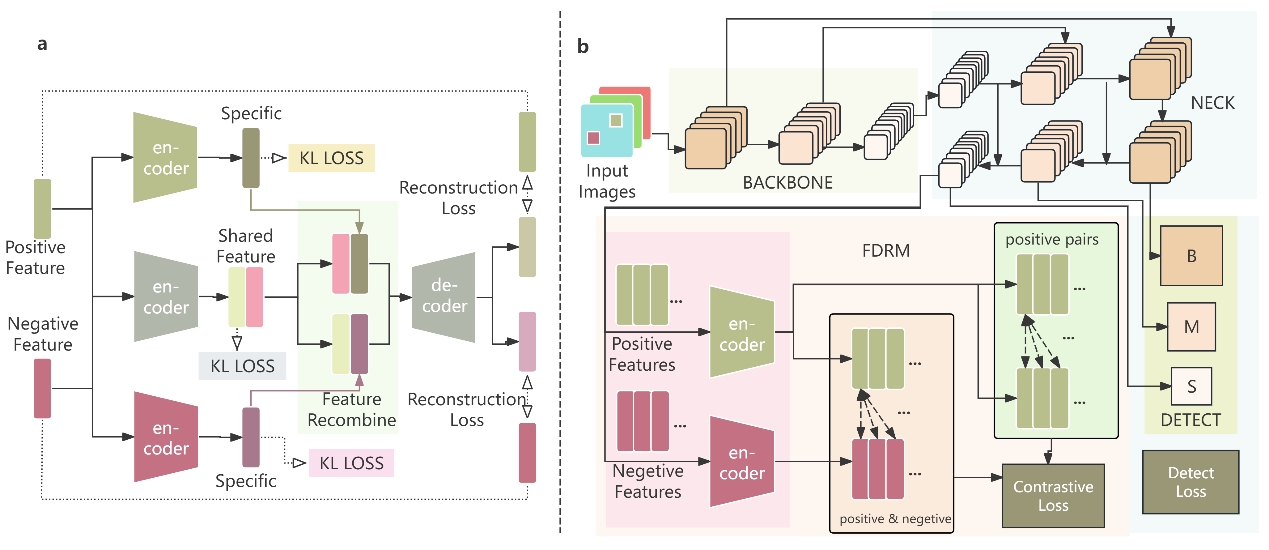 a
Specific
en-
coder
KL LOSS
Positive
Feature
Reconstruction
Loss
Shared
Feature
en-
coder
de-
coder
KL LOSS
Negative
Feature
Feature
Recombine
Reconstruction
Loss
en-
coder
KL LOSS
Specific
b
Input
Images
BACKBONE
NECK
FDRM
positive pairs
...
...
...
B
M
S
DETECT
...
Positive
Features
en-
coder
...
...
...
Negetive
Features
en-
coder
...
positive & negetive
Contrastive
Loss
Detect
Loss